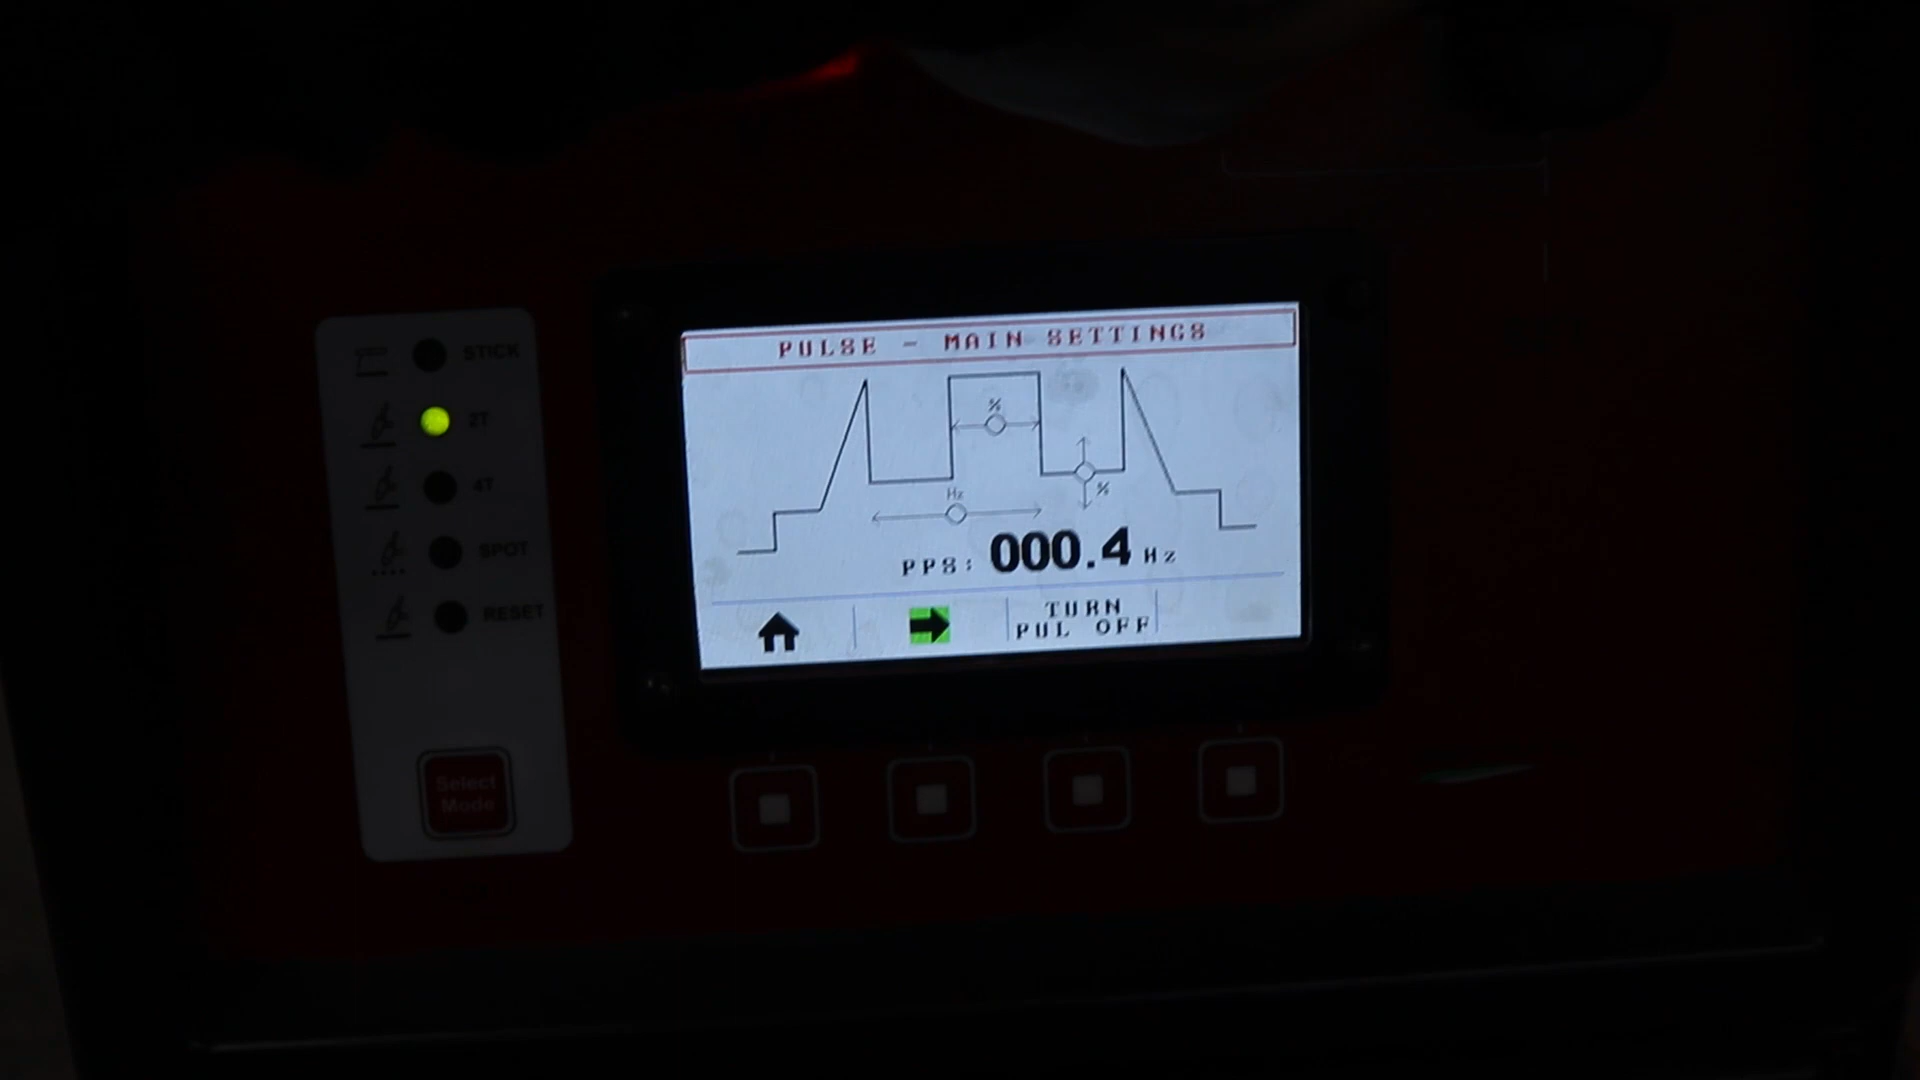 PULSE - MAIN SETTINGS
%
%
Hz
PPS: 000.4 Hz
TURN
PUL OFF
STICK
2T
4T
SPOT
RESET
Select
Mode